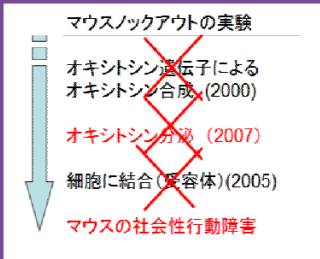 マウスノックアウトの実験
オキシトシン遺伝子による
オキシトシン合成 (2000)
オキシトシン分泌 (2007)
細胞に結合(受容体)(2005)
マウスの社会性行動障害